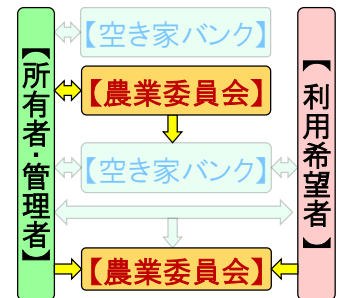 【所有者・管理者】
【空き家バンク】
【農業委員会】
【空き家バンク】
【農業委員会】
【利用希望者】